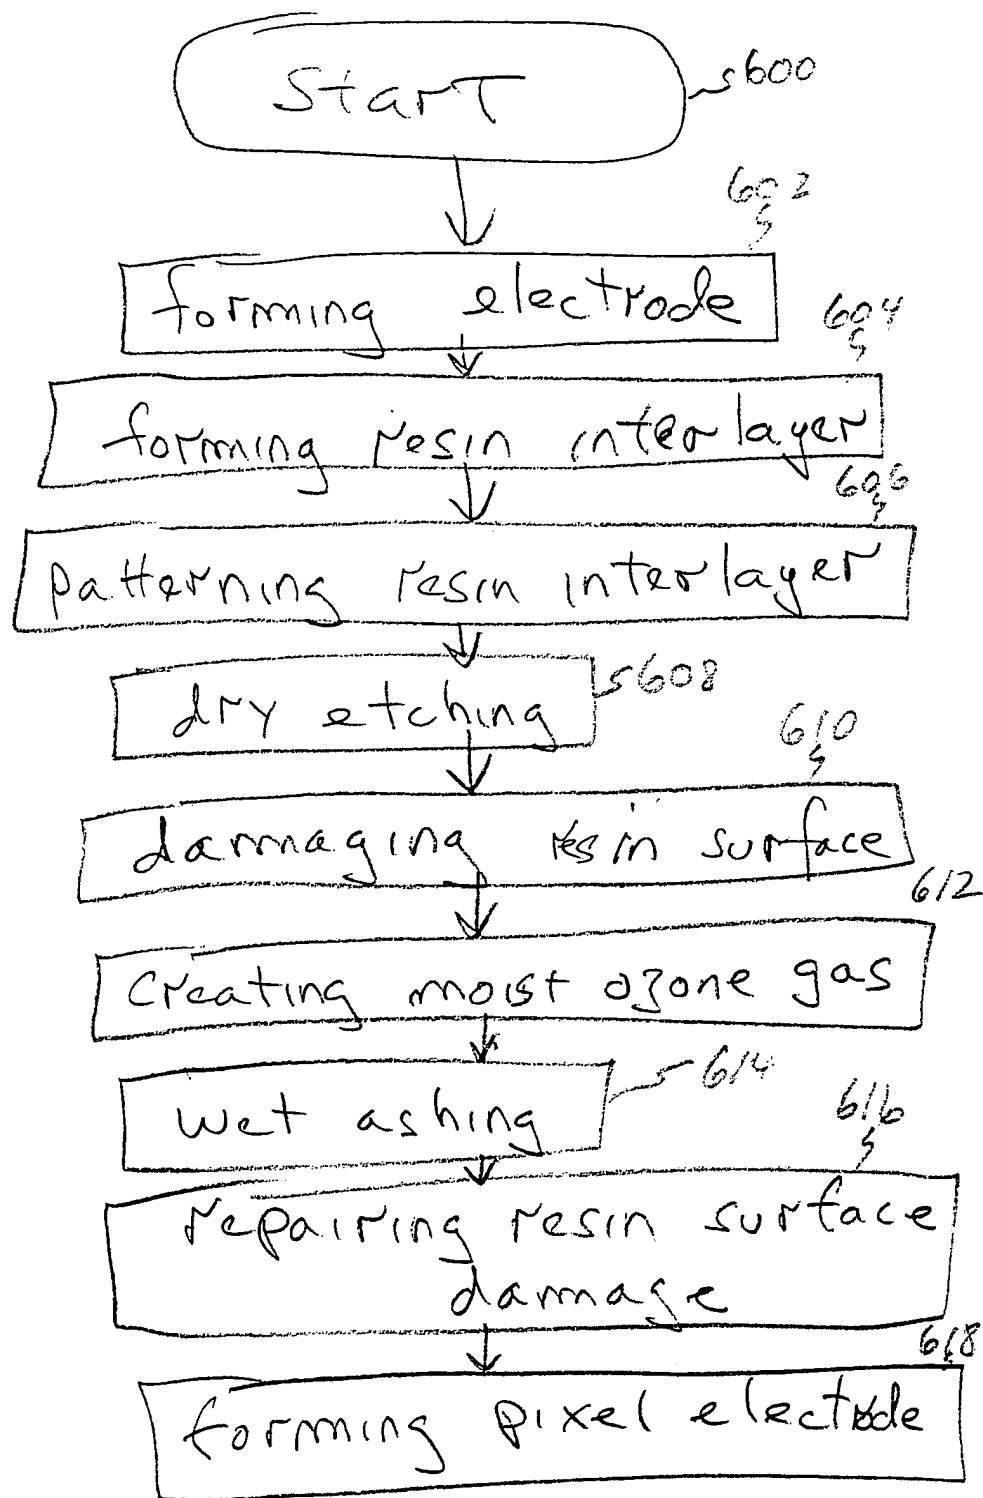 Start
600
602
forming electrode
604
forming resin interlayer
606
patterning resin interlayer
608
dry etching
610
damaging resin surface
612
Creating moist ozone gas
614
wet ashing
616
repairing resin surface
damage
618
forming pixel electrode